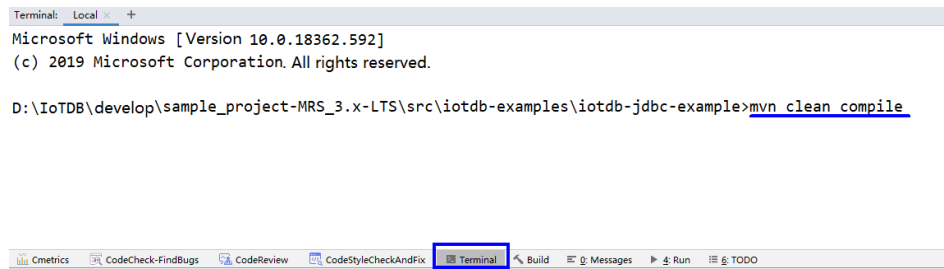 Terminal: Local × +
Microsoft Windows [Version 10.0.18362.592]
(c) 2019 Microsoft Corporation. All rights reserved.
D:\IoTDB\develop\sample_project-MRS_3.x-LTS\src\iotdb-examples\iotdb-jdbc-example>mvn clean compile
Cmetrics CodeCheck-FindBugs CodeReview CodeStyleCheckAndFix Terminal Build 0: Messages 4: Run 6: TODO